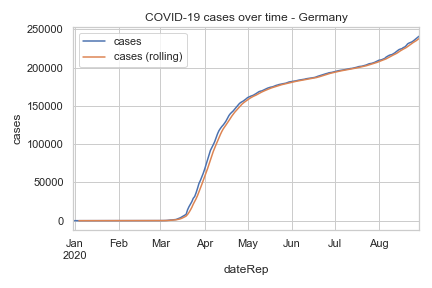 COVID-19 cases over time - Germany
cases
cases (rolling)
250000
200000
150000
100000
50000
0
cases
Jan Feb Mar Apr May Jun Jul Aug
2020
dateRep